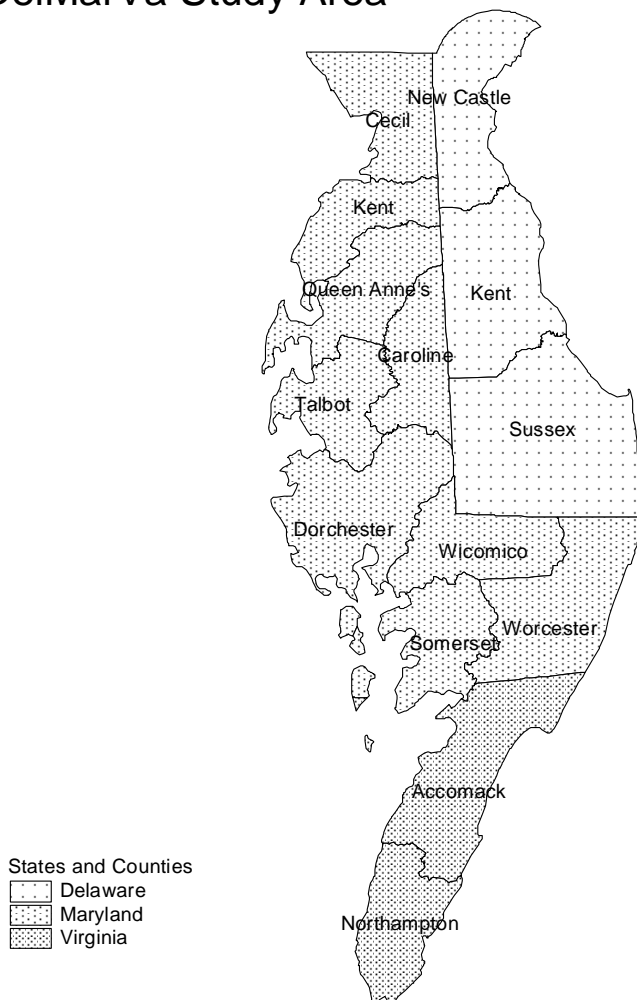 DelMarVa Study Area
New Castle
Cecil
Kent
Queen Anne's
Kent
Caroline
Talbot
Sussex
Dorchester
Wicomico
Worcester
Somerset
Accomack
States and Counties
Delaware
Maryland
Virginia
Northampton